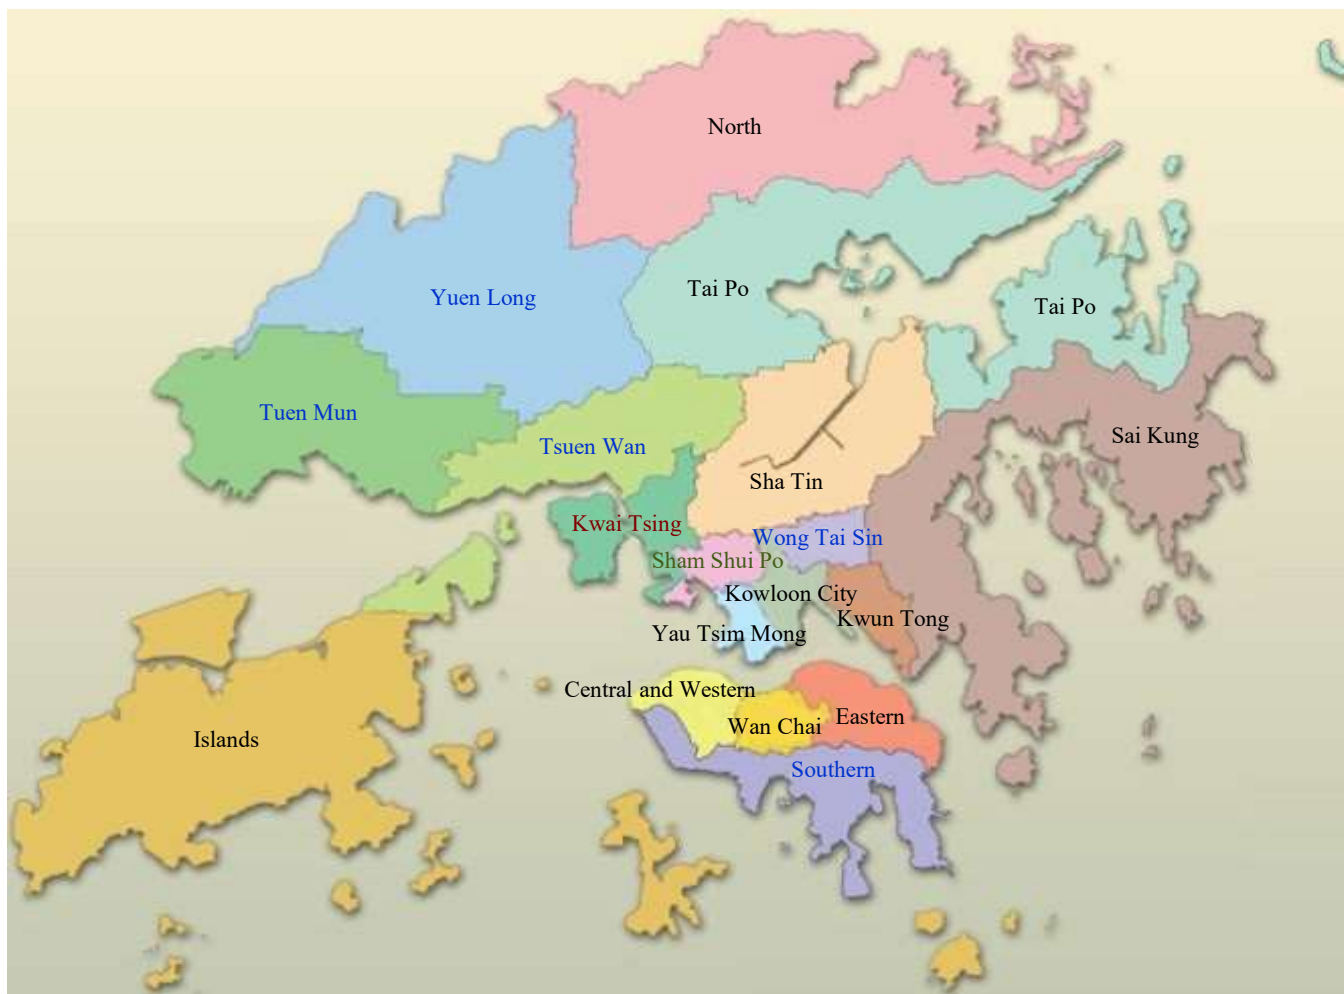 North
Yuen Long
Tai Po
Tai Po
Tuen Mun
Tsuen Wan
Sai Kung
Sha Tin
Kwai Tsing
Wong Tai Sin
Sham Shui Po
Kowloon City
Kwun Tong
Yau Tsim Mong
Central and Western
Wan Chai
Eastern
Islands
Southern